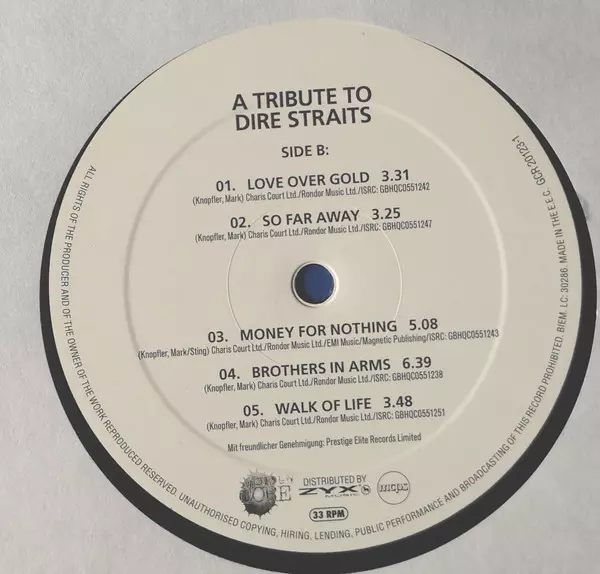 A TRIBUTE TO
DIRE STRAITS
SIDE B:
01. LOVE OVER GOLD 3.31
(Knopfler, Mark) Charis Court Ltd./Rondor Music Ltd./ISRC: GBHQC0551242
02. SO FAR AWAY 3.25
(Knopfler, Mark) Charis Court Ltd./Rondor Music Ltd./ISRC: GBHQC0551247
03. MONEY FOR NOTHING 5.08
(Knopfler, Mark/Sting) Charis Court Ltd./Rondor Music Ltd./EMI Music/Magnetic Publishing/ISRC: GBHQC0551243
04. BROTHERS IN ARMS 6.39
(Knopfler, Mark) Charis Court Ltd./Rondor Music Ltd./ISRC: GBHQC0551238
05. WALK OF LIFE 3.48
(Knopfler, Mark) Charis Court Ltd./Rondor Music Ltd./ISRC: GBHQC0551251
Mit freundlicher Genehmigung: Prestige Elite Records Limited
GOLDEN
CORE
DISTRIBUTED BY
ZYX
MUSIC
mcps
33 RPM
ALL RIGHTS OF THE PRODUCER AND OF THE OWNER OF THE WORK REPRODUCED RESERVED. UNAUTHORISED COPYING, HIRING, LENDING, PUBLIC PERFORMANCE AND BROADCASTING OF THIS RECORD PROHIBITED. BIEM. LC: 30286. MADE IN THE E.E.C. GCR 20123-1